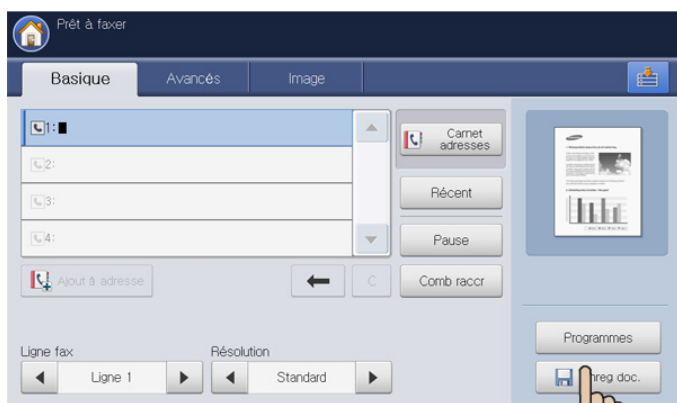 Prêt à faxer
Basique
Avancés
Image
1:
2:
3:
4:
Carnet
adresses
Récent
Pause
Comb raccr
Ajout à adresse
C
Ligne fax
Ligne 1
Résolution
Standard
Programmes
doc.